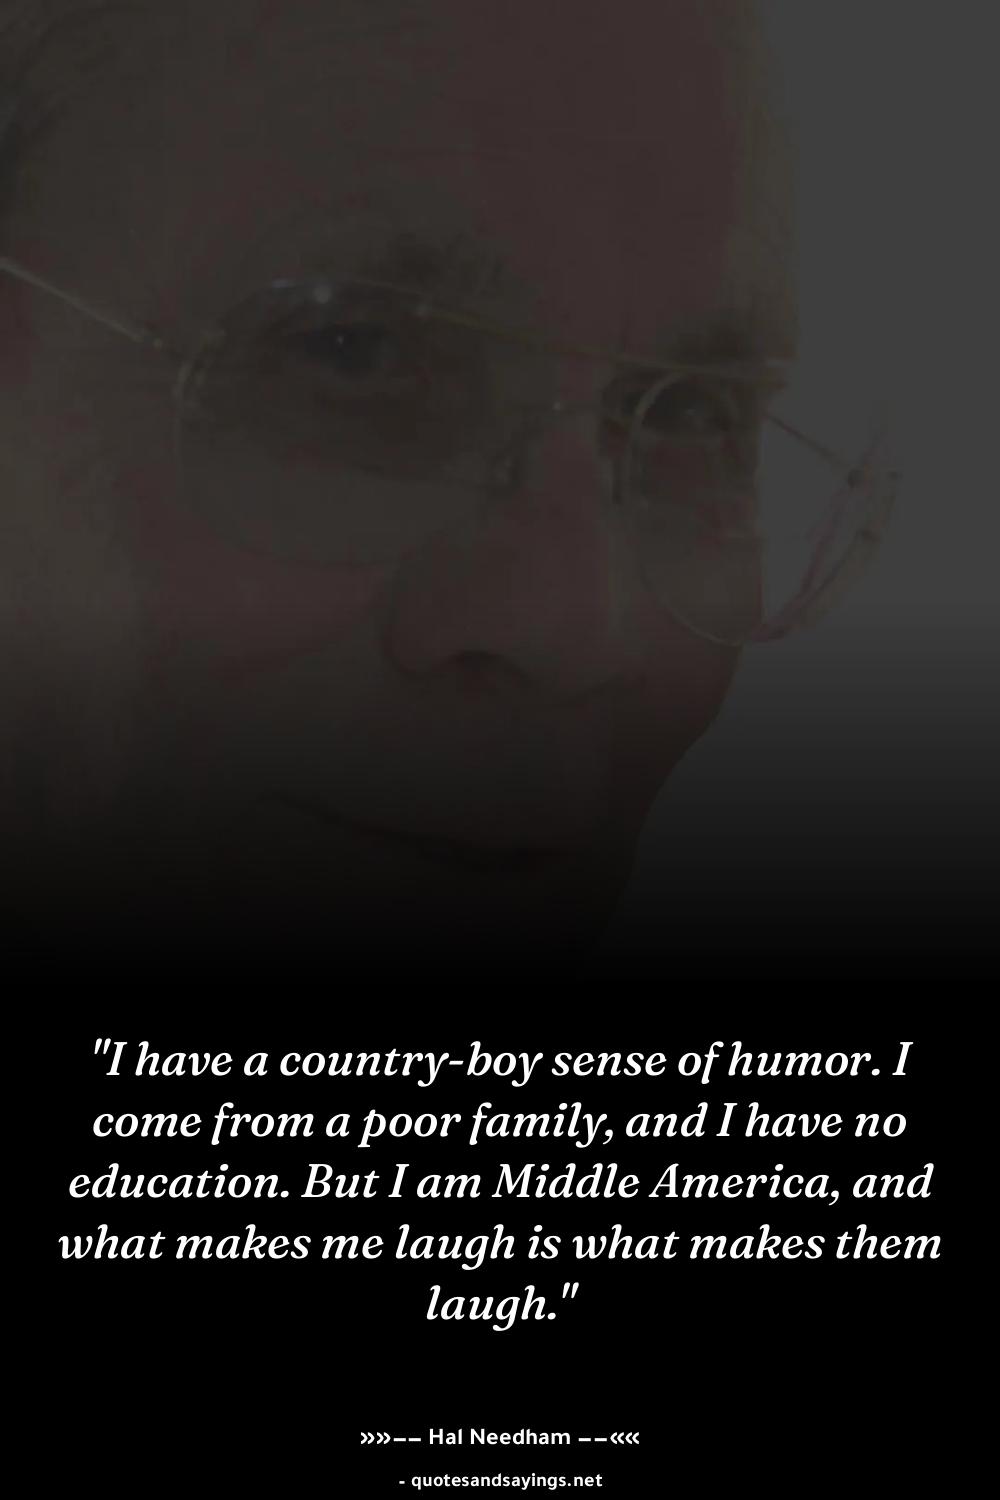 "I have a country-boy sense of humor. I
come from a poor family, and I have no
education. But I am Middle America, and
what makes me laugh is what makes them
laugh."
»»−− Hal Needham −−««
- quotesandsayings.net